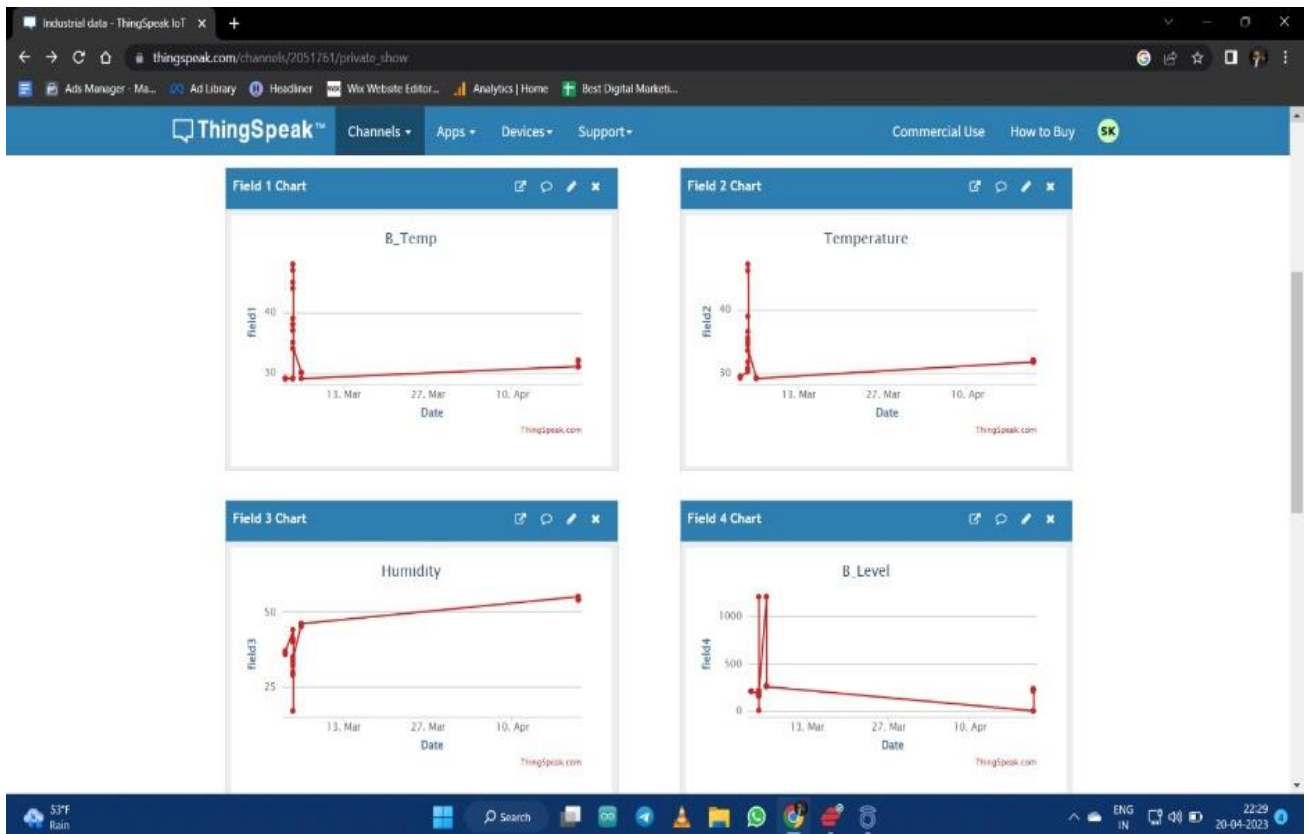 Industrial data - ThingSpeak IoT
thingspeak.com/channels/2051761/private_show
Ads Manager - Ma... Ad Library Headliner Wix Website Editor... Analytics | Home Best Digital Marketi...
ThingSpeak™ Channels Apps Devices Support Commercial Use How to Buy SK
Field 1 Chart
B_Temp
field1
40
30
13. Mar 27. Mar 10. Apr
Date
ThingSpeak.com
Field 2 Chart
Temperature
field2
40
30
13. Mar 27. Mar 10. Apr
Date
ThingSpeak.com
Field 3 Chart
Humidity
field3
50
25
13. Mar 27. Mar 10. Apr
Date
ThingSpeak.com
Field 4 Chart
B_Level
field4
1000
500
0
13. Mar 27. Mar 10. Apr
Date
ThingSpeak.com
53°F
Rain
Search
ENG
IN
22:29
20-04-2023